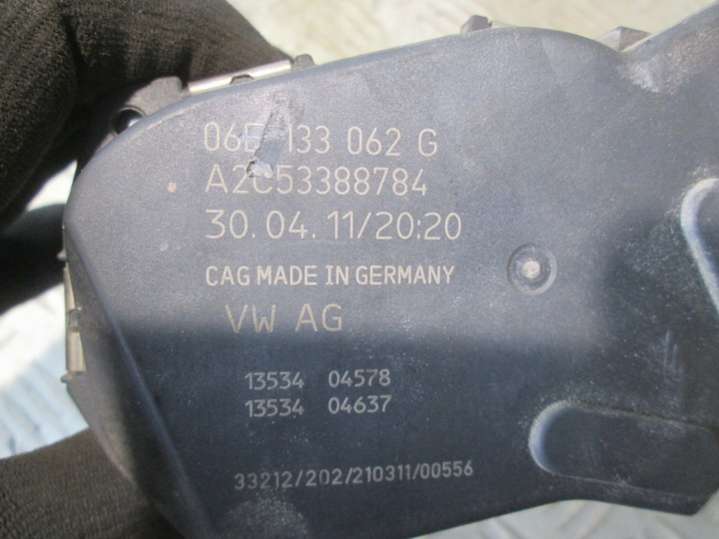 06E 133 062 G
A2C53388784
30.04.11/20:20
CAG MADE IN GERMANY
VW AG
13534 04578
13534 04637
33212/202/210311/00556